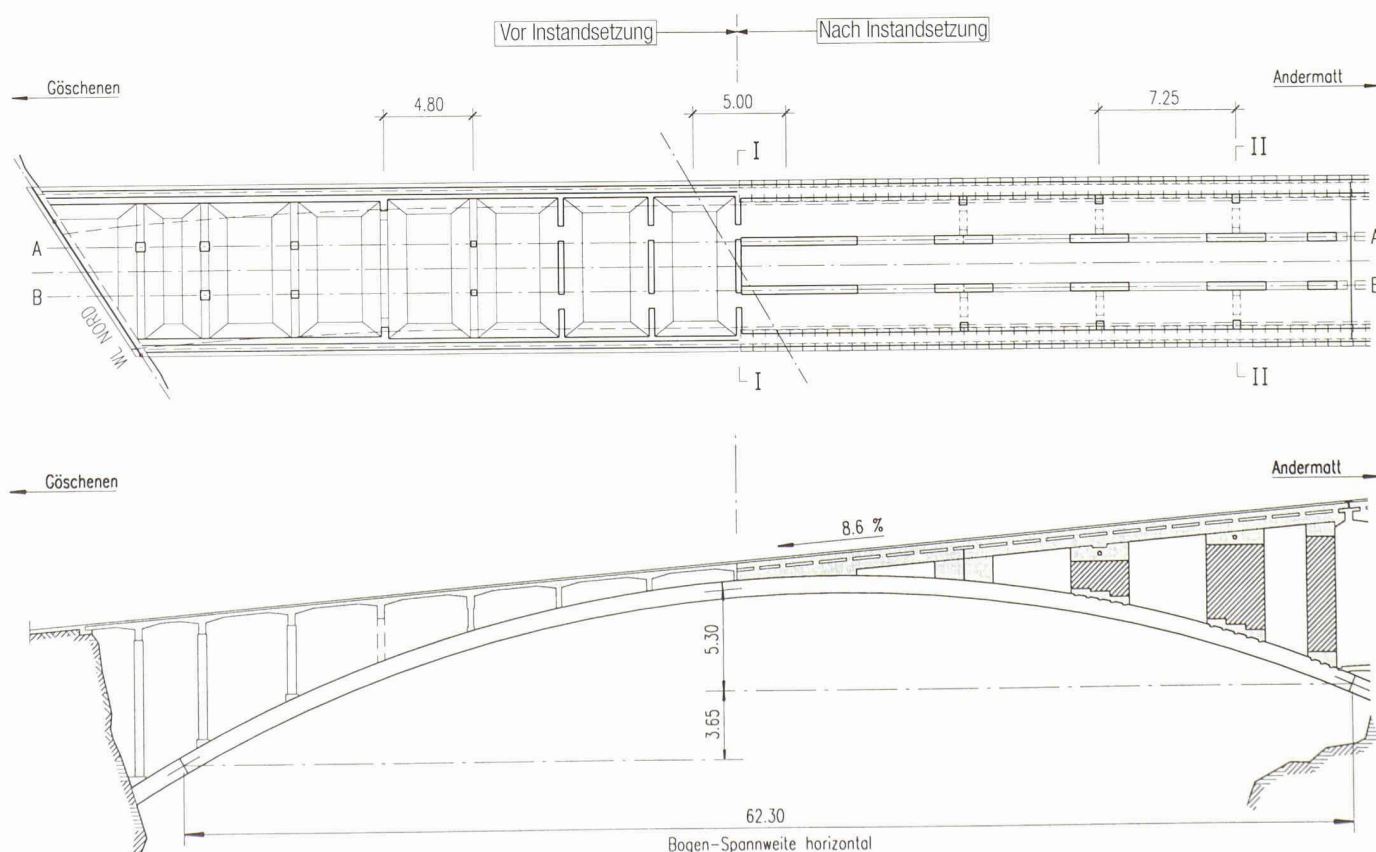 Vor Instandsetzung
Nach Instandsetzung
Göschenen
Andermatt
4.80
5.00
7.25
I
II
A
A
B
B
WL NORD
I
II
Göschenen
Andermatt
8.6 %
5.30
3.65
62.30
Bogen-Spannweite horizontal